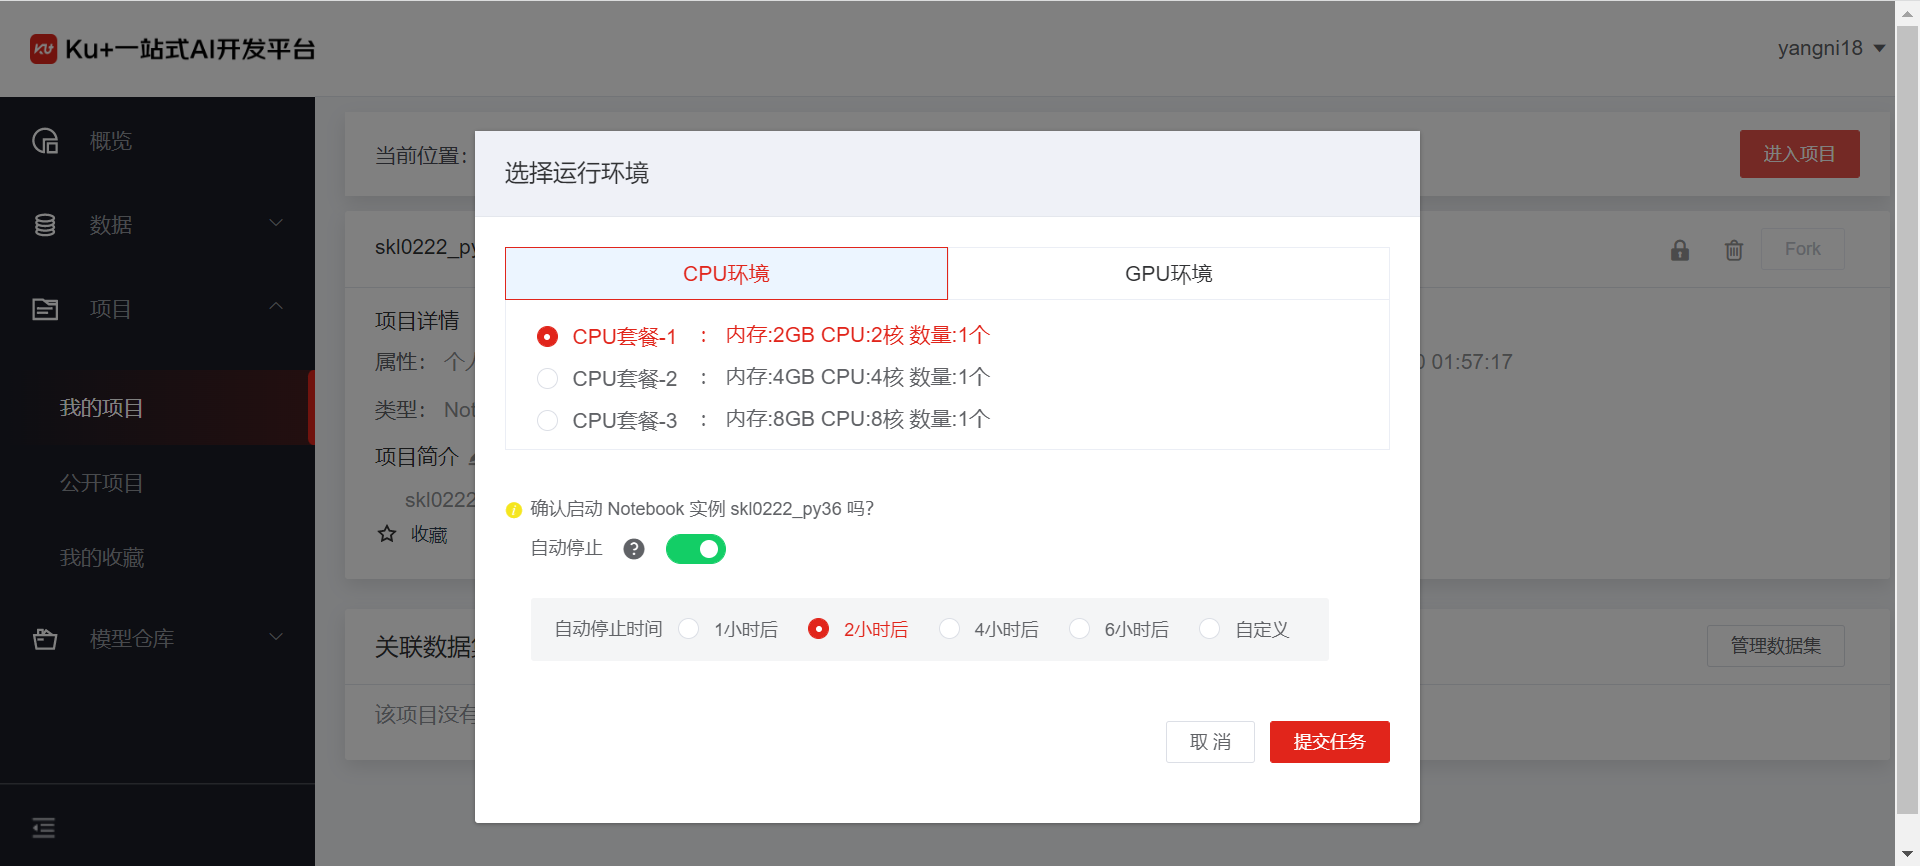 Ku+一站式AI开发平台
yangni18
概览
数据
项目
我的项目
公开项目
我的收藏
模型仓库
当前位置:
进入项目
skl0222_py
Fork
项目详情
属性: 个人
01:57:17
类型: Not
项目简介
skl0222
收藏
关联数据集
管理数据集
该项目没有
选择运行环境
CPU环境
GPU环境
CPU套餐-1 : 内存:2GB CPU:2核 数量:1个
CPU套餐-2 : 内存:4GB CPU:4核 数量:1个
CPU套餐-3 : 内存:8GB CPU:8核 数量:1个
确认启动 Notebook 实例 skl0222_py36 吗?
自动停止
自动停止时间 1小时后 2小时后 4小时后 6小时后 自定义
取 消
提交任务